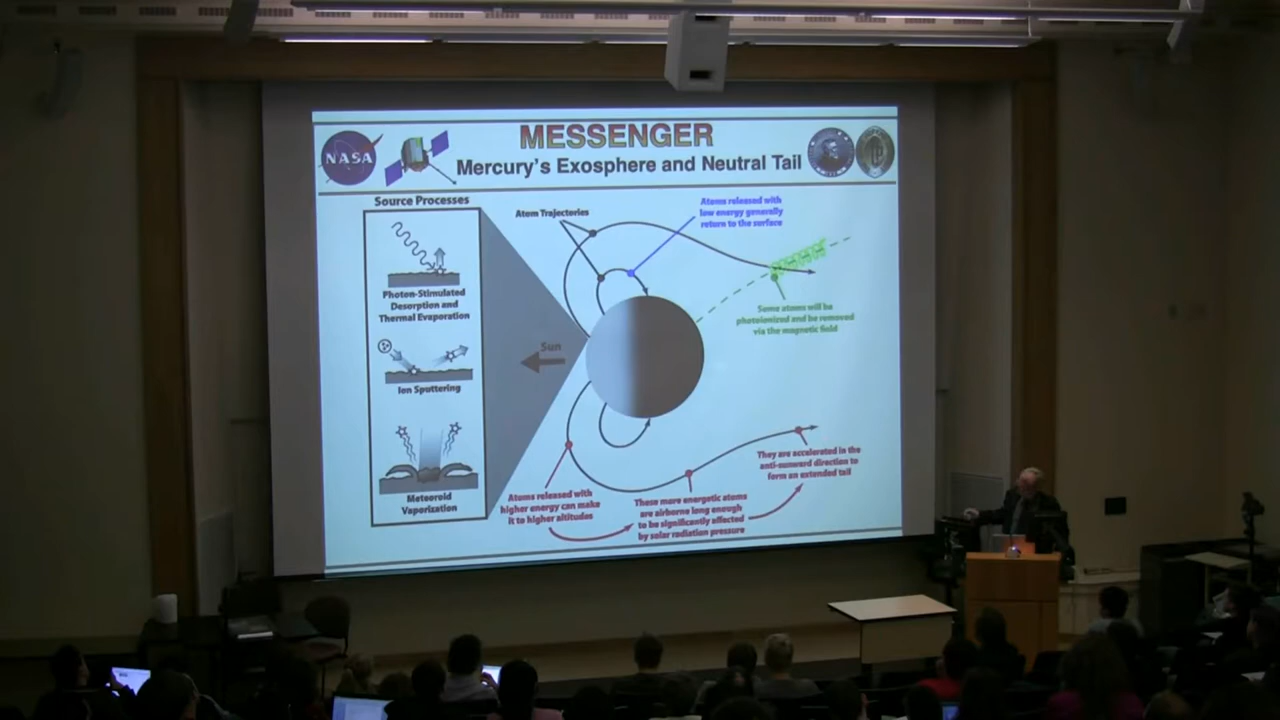 MESSENGER
NASA
Mercury's Exosphere and Neutral Tail
Source Processes
Photon-Stimulated
Desorption and
Thermal Evaporation
Ion Sputtering
Meteoroid
Vaporization
Atom Trajectories
Atoms released with
low energy generally
return to the surface
Some atoms will be
photoionized and be removed
via the magnetic field
Sun
Atoms released with
higher energy can make
it to higher altitudes
These more energetic atoms
are airborne long enough
to be significantly affected
by solar radiation pressure
They are accelerated in the
anti-sunward direction to
form an extended tail